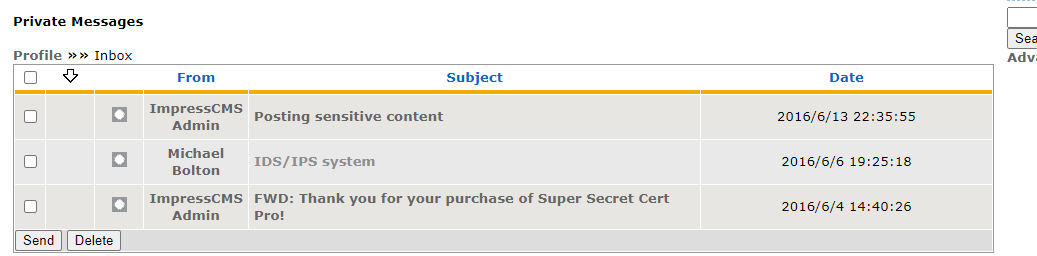 Private Messages
Profile »» Inbox
From Subject Date
ImpressCMS Admin Posting sensitive content 2016/6/13 22:35:55
Michael Bolton IDS/IPS system 2016/6/6 19:25:18
ImpressCMS Admin FWD: Thank you for your purchase of Super Secret Cert Pro! 2016/6/4 14:40:26
Send Delete